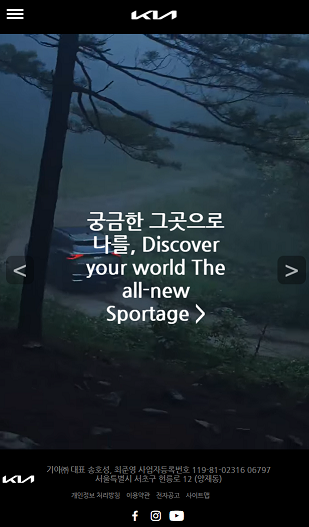 KIA
궁금한 그곳으로
나를, Discover
your world The
all-new
Sportage >
< >
기아㈜ 대표 송호성, 최준영 사업자등록번호 119-81-02316 06797
서울특별시 서초구 헌릉로 12 (양재동)
KIA
개인정보 처리방침 이용약관 전자공고 사이트맵